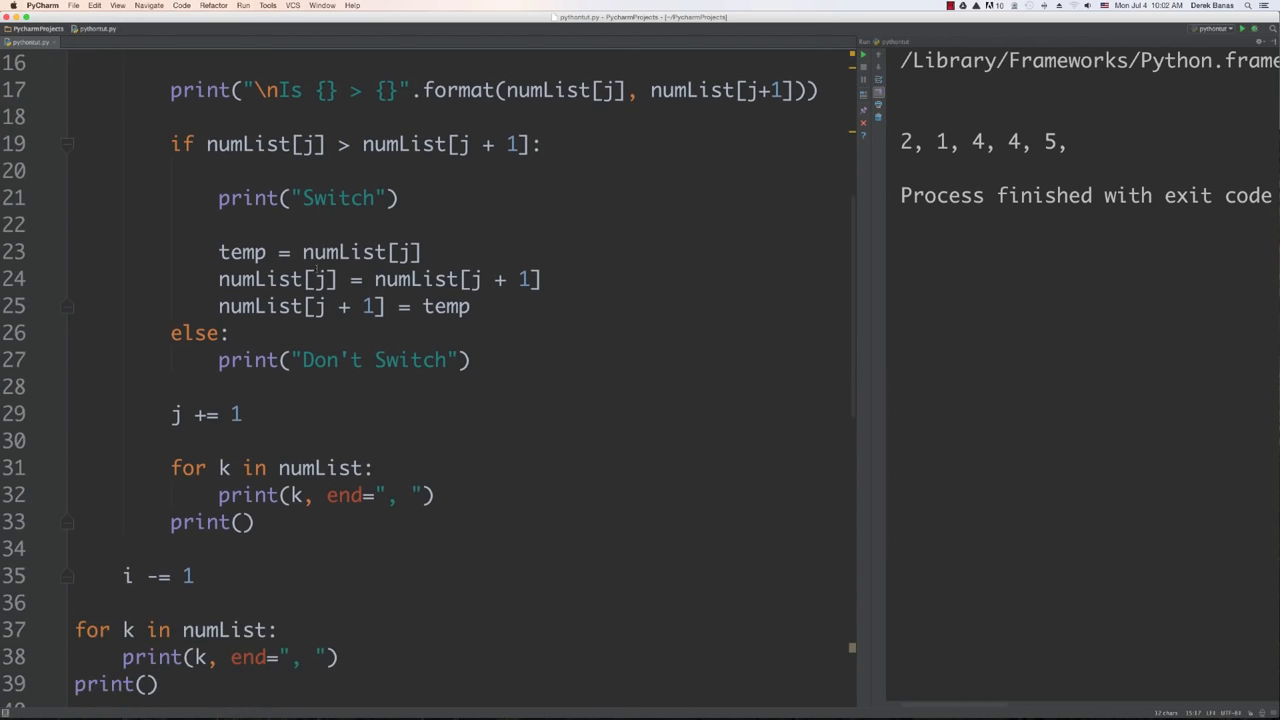 PyCharm File Edit View Navigate Code Refactor Run Tools VCS Window Help
10 Mon Jul 4 10:02 AM Derek Banas
pythontut.py - PycharmProjects - [~/PycharmProjects]
PycharmProjects pythontut.py
pythontut
pythontut.py
Run: pythontut
16
17 print("\nIs {} > {}".format(numList[j], numList[j+1]))
18
19 if numList[j] > numList[j + 1]:
20
21 print("Switch")
22
23 temp = numList[j]
24 numList[j] = numList[j + 1]
25 numList[j + 1] = temp
26 else:
27 print("Don't Switch")
28
29 j += 1
30
31 for k in numList:
32 print(k, end=", ")
33 print()
34
35 i -= 1
36
37 for k in numList:
38 print(k, end=", ")
39 print()
/Library/Frameworks/Python.frame
2, 1, 4, 4, 5,
Process finished with exit code
12 chars 15:17 LF‡ UTF-8‡